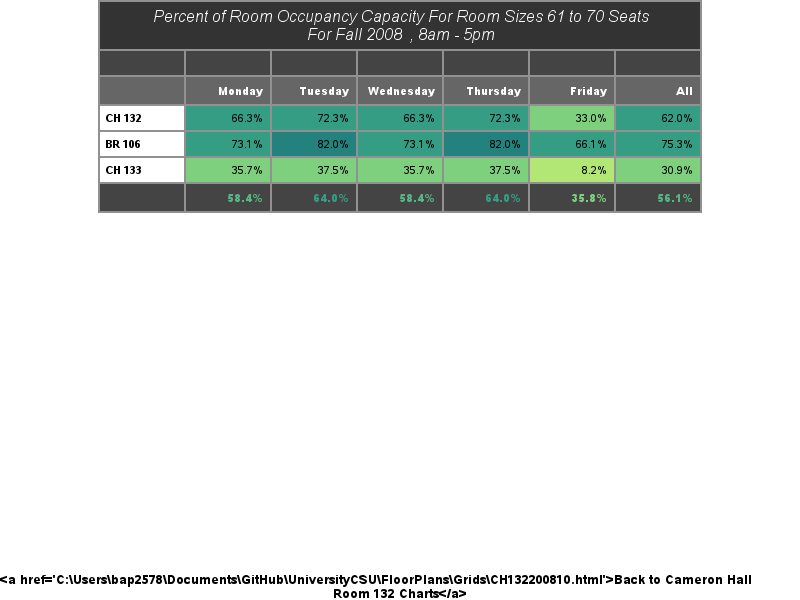 Percent of Room Occupancy Capacity For Room Sizes 61 to 70 Seats
For Fall 2008 , 8am - 5pm
Monday Tuesday Wednesday Thursday Friday All
CH 132 66.3% 72.3% 66.3% 72.3% 33.0% 62.0%
BR 106 73.1% 82.0% 73.1% 82.0% 66.1% 75.3%
CH 133 35.7% 37.5% 35.7% 37.5% 8.2% 30.9%
58.4% 64.0% 58.4% 64.0% 35.8% 56.1%
<a href='C:\Users\bap2578\Documents\GitHub\UniversityCSU\FloorPlans\Grids\CH132200810.html'>Back to Cameron Hall
Room 132 Charts</a>